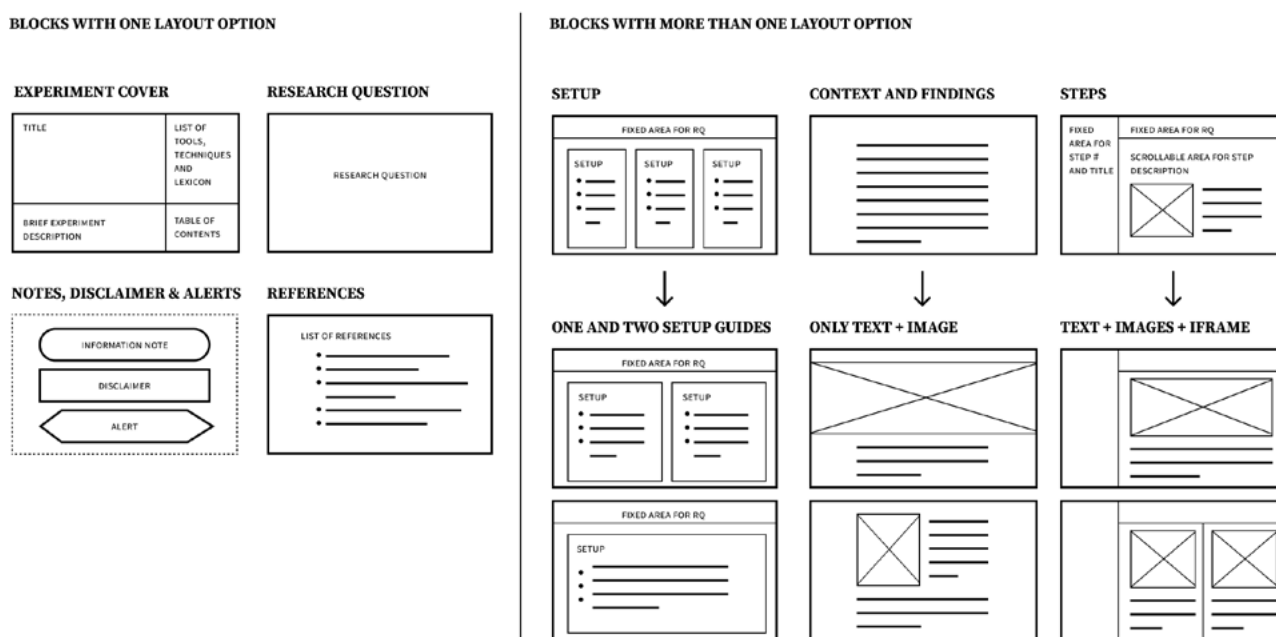 BLOCKS WITH ONE LAYOUT OPTION
EXPERIMENT COVER
TITLE
LIST OF
TOOLS,
TECHNIQUES
AND
LEXICON
BRIEF EXPERIMENT
DESCRIPTION
TABLE OF
CONTENTS
RESEARCH QUESTION
RESEARCH QUESTION
NOTES, DISCLAIMER & ALERTS
INFORMATION NOTE
DISCLAIMER
ALERT
REFERENCES
LIST OF REFERENCES
BLOCKS WITH MORE THAN ONE LAYOUT OPTION
SETUP
FIXED AREA FOR RQ
SETUP
SETUP
SETUP
ONE AND TWO SETUP GUIDES
FIXED AREA FOR RQ
SETUP
SETUP
FIXED AREA FOR RQ
SETUP
CONTEXT AND FINDINGS
ONLY TEXT + IMAGE
STEPS
FIXED
AREA FOR
STEP #
AND TITLE
FIXED AREA FOR RQ
SCROLLABLE AREA FOR STEP
DESCRIPTION
TEXT + IMAGES + IFRAME